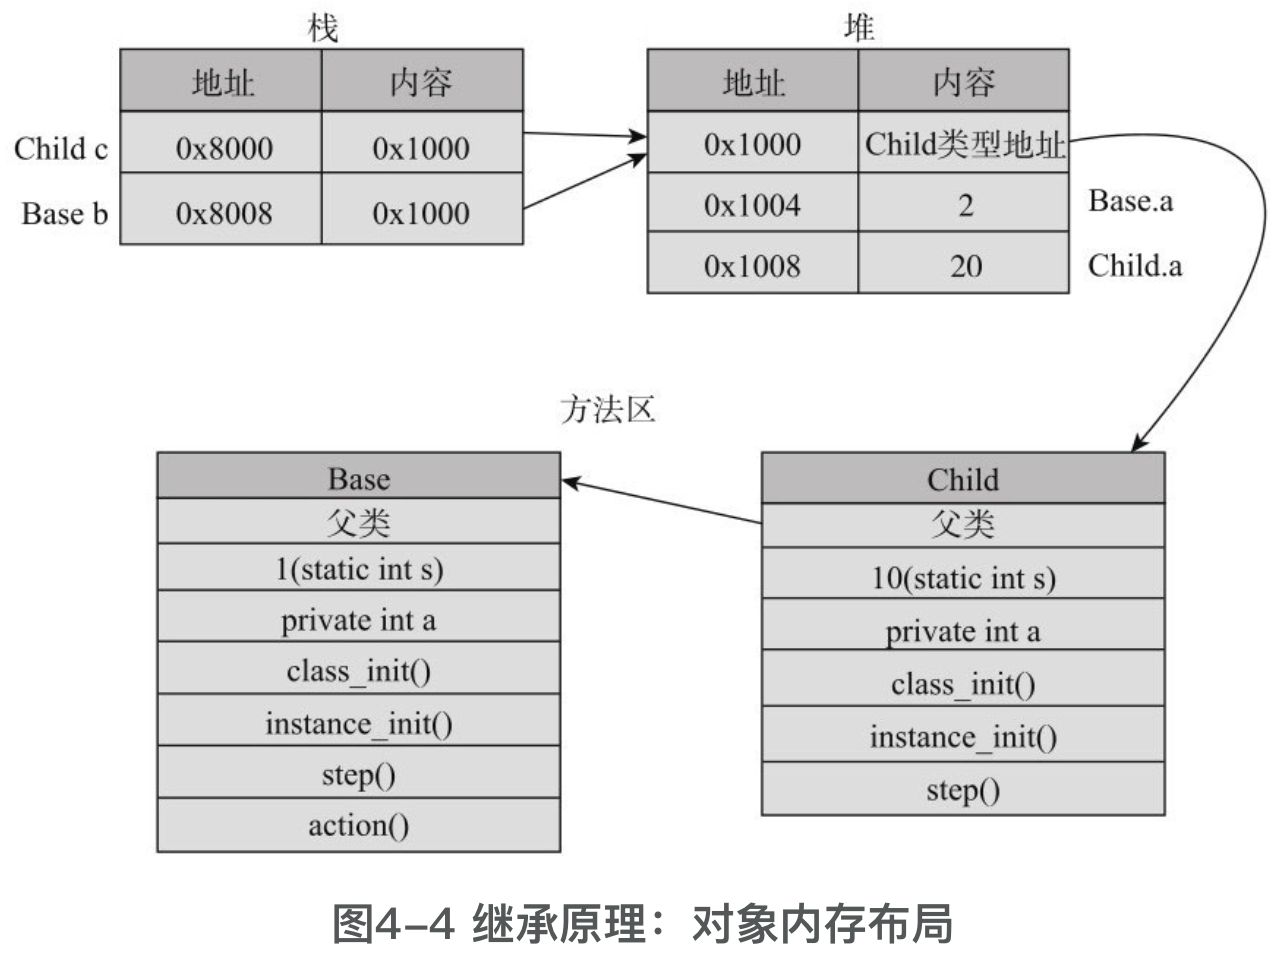 栈
地址 内容
Child c 0x8000 0x1000
Base b 0x8008 0x1000
堆
地址 内容
0x1000 Child类型地址
0x1004 2 Base.a
0x1008 20 Child.a
方法区
Base
父类
1(static int s)
private int a
class_init()
instance_init()
step()
action()
Child
父类
10(static int s)
private int a
class_init()
instance_init()
step()
图4-4 继承原理：对象内存布局